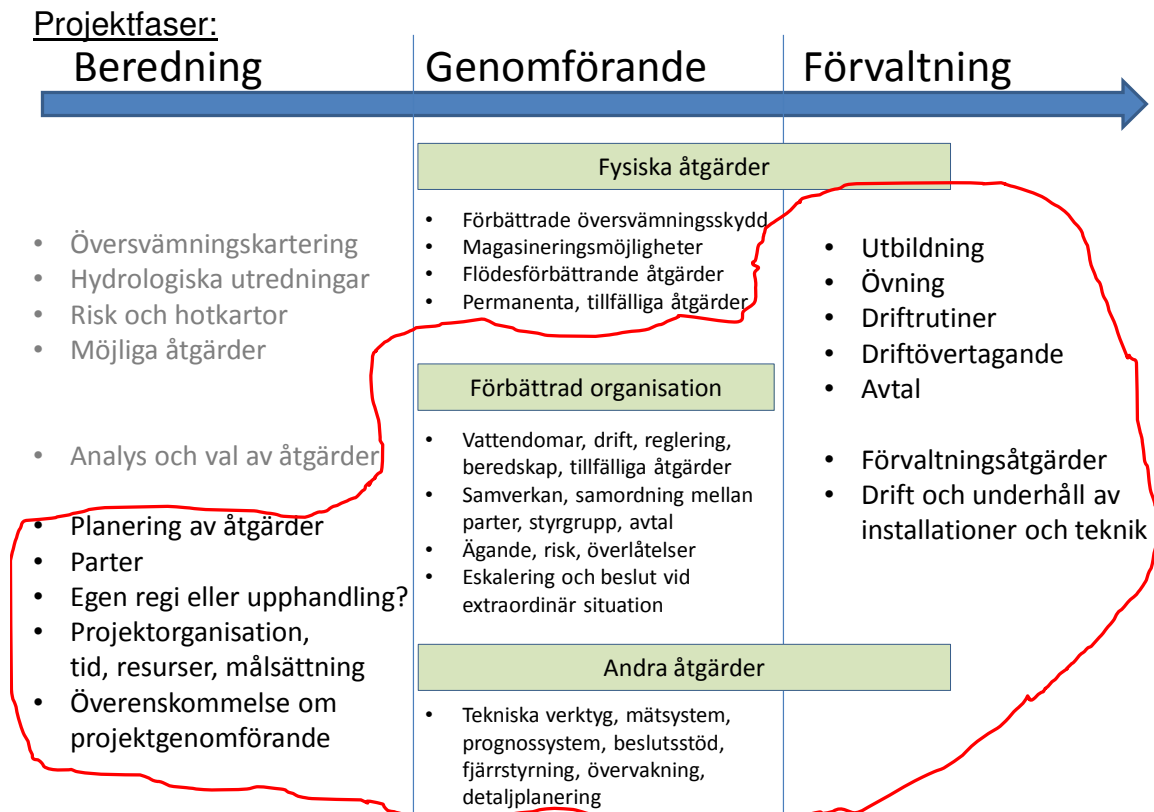 Projektfaser:
Beredning
Genomförande
Förvaltning
• Översvämningskartering
• Hydrologiska utredningar
• Risk och hotkartor
• Möjliga åtgärder
• Analys och val av åtgärder
• Planering av åtgärder
• Parter
• Egen regi eller upphandling?
• Projektorganisation,
tid, resurser, målsättning
• Överenskommelse om
projektgenomförande
Fysiska åtgärder
• Förbättrade översvämningsskydd
• Magasineringsmöjligheter
• Flödesförbättrande åtgärder
• Permanenta, tillfälliga åtgärder
Förbättrad organisation
• Vattendomar, drift, reglering,
beredskap, tillfälliga åtgärder
• Samverkan, samordning mellan
parter, styrgrupp, avtal
• Ägande, risk, överlåtelser
• Eskalering och beslut vid
extraordinär situation
Andra åtgärder
• Tekniska verktyg, mätsystem,
prognossystem, beslutsstöd,
fjärrstyrning, övervakning,
detaljplanering
• Utbildning
• Övning
• Driftrutiner
• Driftövertagande
• Avtal
• Förvaltningsåtgärder
• Drift och underhåll av
installationer och teknik